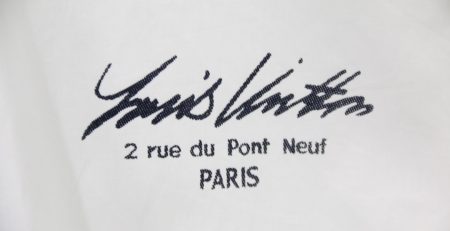 Louis Vuitton
2 rue du Pont Neuf
PARIS